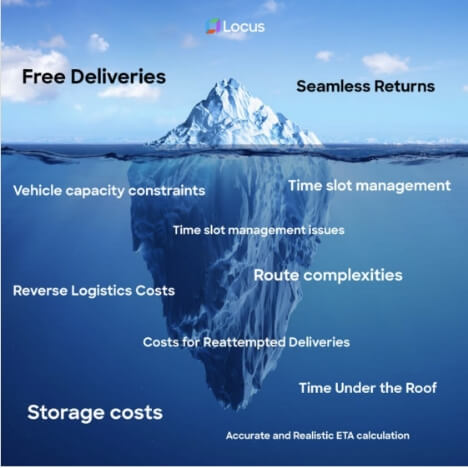 Locus
Free Deliveries
Seamless Returns
Vehicle capacity constraints
Time slot management
Time slot management issues
Route complexities
Reverse Logistics Costs
Costs for Reattempted Deliveries
Time Under the Roof
Storage costs
Accurate and Realistic ETA calculation